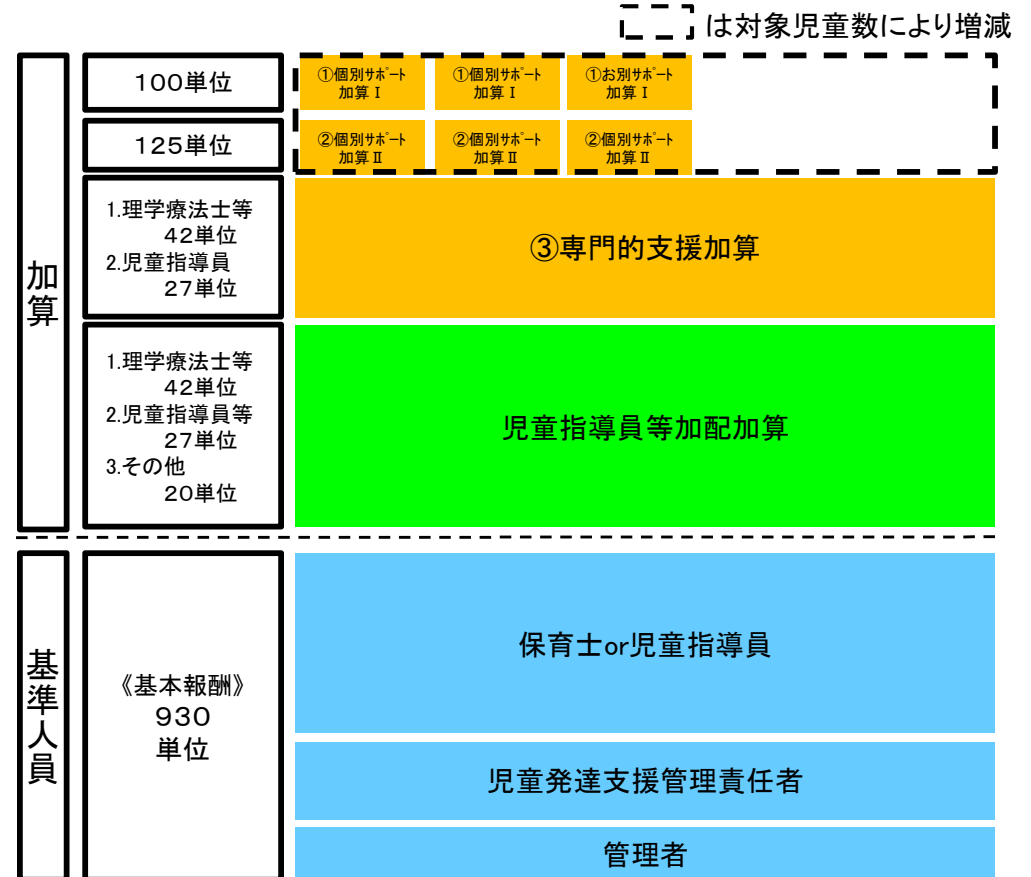 は対象児童数により増減
加算
100単位
①個別ｻﾎﾟｰﾄ
加算Ⅰ
①個別ｻﾎﾟｰﾄ
加算Ⅰ
①お別ｻﾎﾟｰﾄ
加算Ⅰ
125単位
②個別ｻﾎﾟｰﾄ
加算Ⅱ
②個別ｻﾎﾟｰﾄ
加算Ⅱ
②個別ｻﾎﾟｰﾄ
加算Ⅱ
1.理学療法士等
42単位
2.児童指導員
27単位
③専門的支援加算
1.理学療法士等
42単位
2.児童指導員等
27単位
3.その他
20単位
児童指導員等加配加算
基準人員
《基本報酬》
930
単位
保育士or児童指導員
児童発達支援管理責任者
管理者